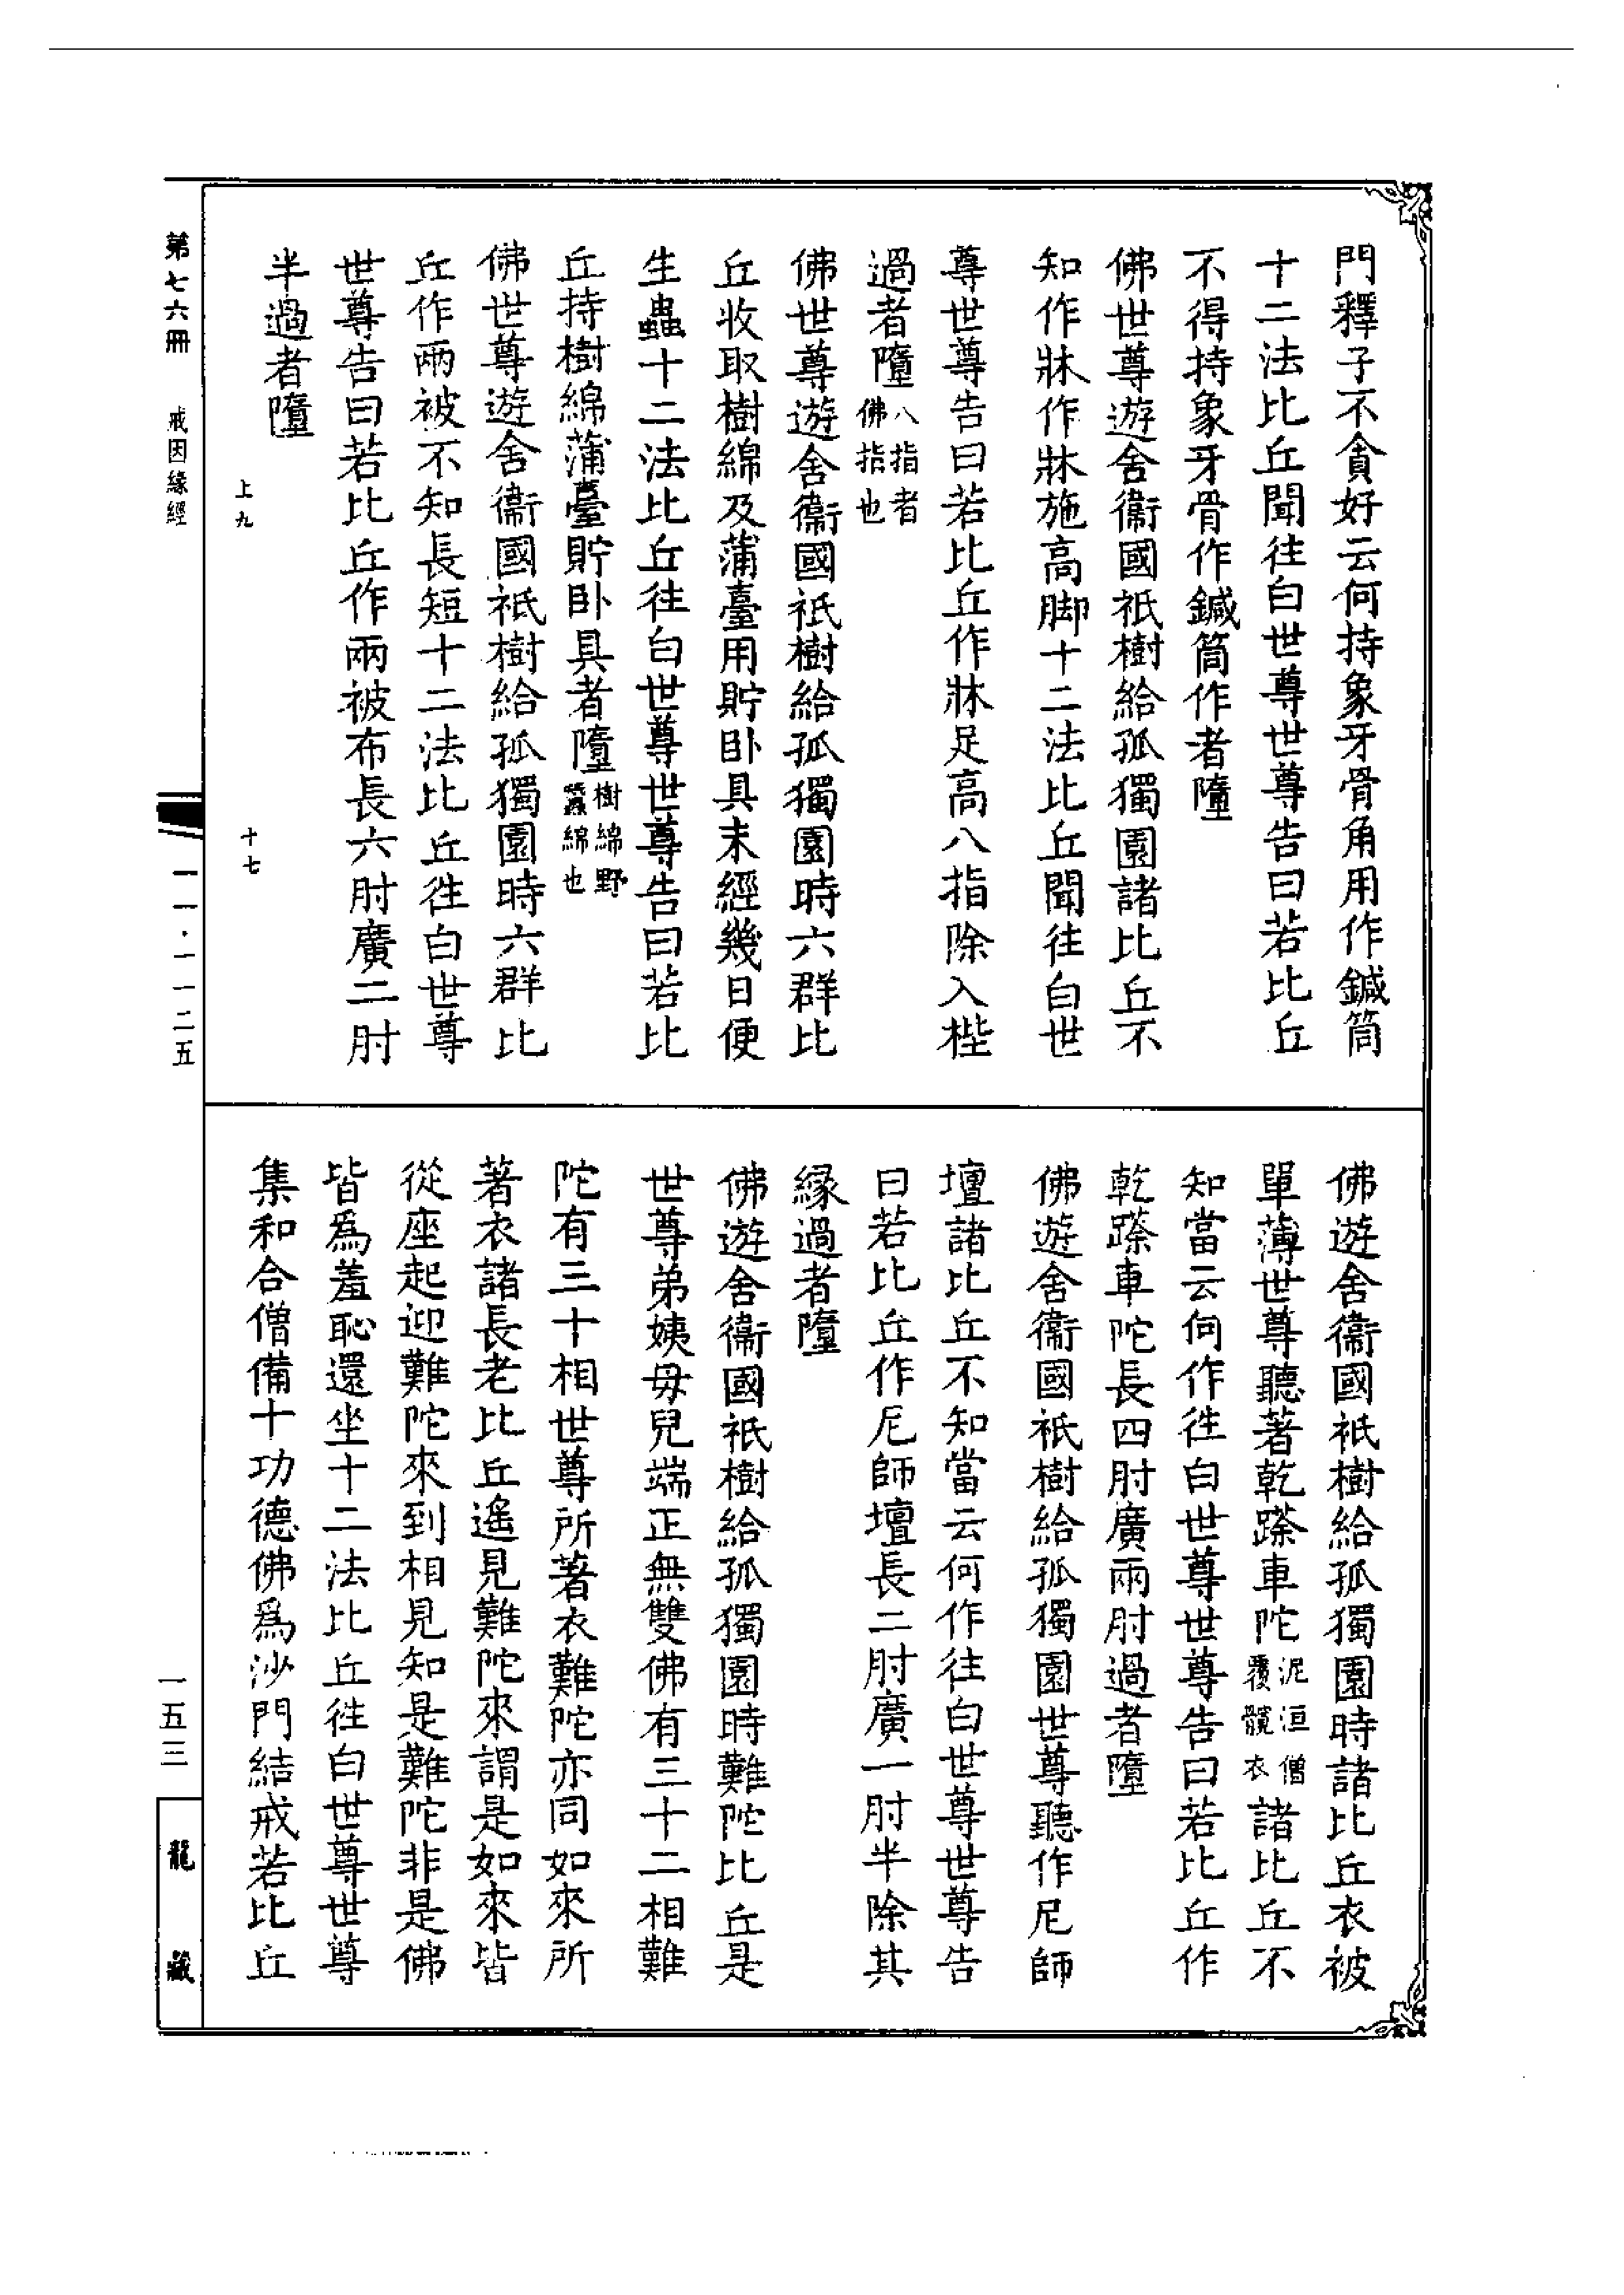 門釋子不貪好云何持象牙骨角用作鍼筒
十二法比丘聞往白世尊世尊告曰若比丘
不得持象牙骨作鍼筒作者墮
佛世尊遊舍衞國祇樹給孤獨園諸比丘不
知作牀作牀施高脚十二法比丘聞往白世
尊世尊告曰若比丘作牀足高八指除入梐
過者墮八指者佛指也
佛世尊遊舍衞國祇樹給孤獨園時六群比
丘收取樹綿及蒲臺用貯臥具未經幾日便
生蟲十二法比丘往白世尊世尊告曰若比
丘持樹綿蒲臺貯臥具者墮樹綿野蠶綿也
佛世尊遊舍衞國祇樹給孤獨園時六群比
丘作兩被不知長短十二法比丘往白世尊
世尊告曰若比丘作兩被布長六肘廣二肘
半過者墮
上九
十七
佛遊舍衞國祇樹給孤獨園時諸比丘衣被
單薄世尊聽著乾蹹車陀泥洹僧覆髖衣諸比丘不
知當云何作往白世尊世尊告曰若比丘作
乾蹹車陀長四肘廣兩肘過者墮
佛遊舍衞國祇樹給孤獨園世尊聽作尼師
壇諸比丘不知當云何作往白世尊世尊告
曰若比丘作尼師壇長二肘廣一肘半除其
緣過者墮
佛遊舍衞國祇樹給孤獨園時難陀比丘是
世尊弟姨母兒端正無雙佛有三十二相難
陀有三十相世尊所著衣難陀亦同如來所
著衣諸長老比丘遙見難陀來謂是如來皆
從座起迎難陀來到相見知是難陀非是佛
皆爲羞恥還坐十二法比丘往白世尊世尊
集和合僧備十功德佛爲沙門結戒若比丘
第七六冊 戒因緣經
一一·一一二五
一五三
龍藏